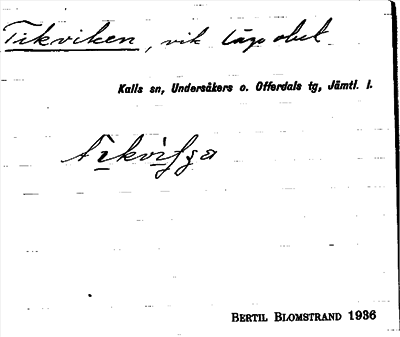 Tikviken, vik
Kalls sn, Undersåkers o. Offerdals tg, Jämtl. l.
BERTIL BLOMSTRAND 1936